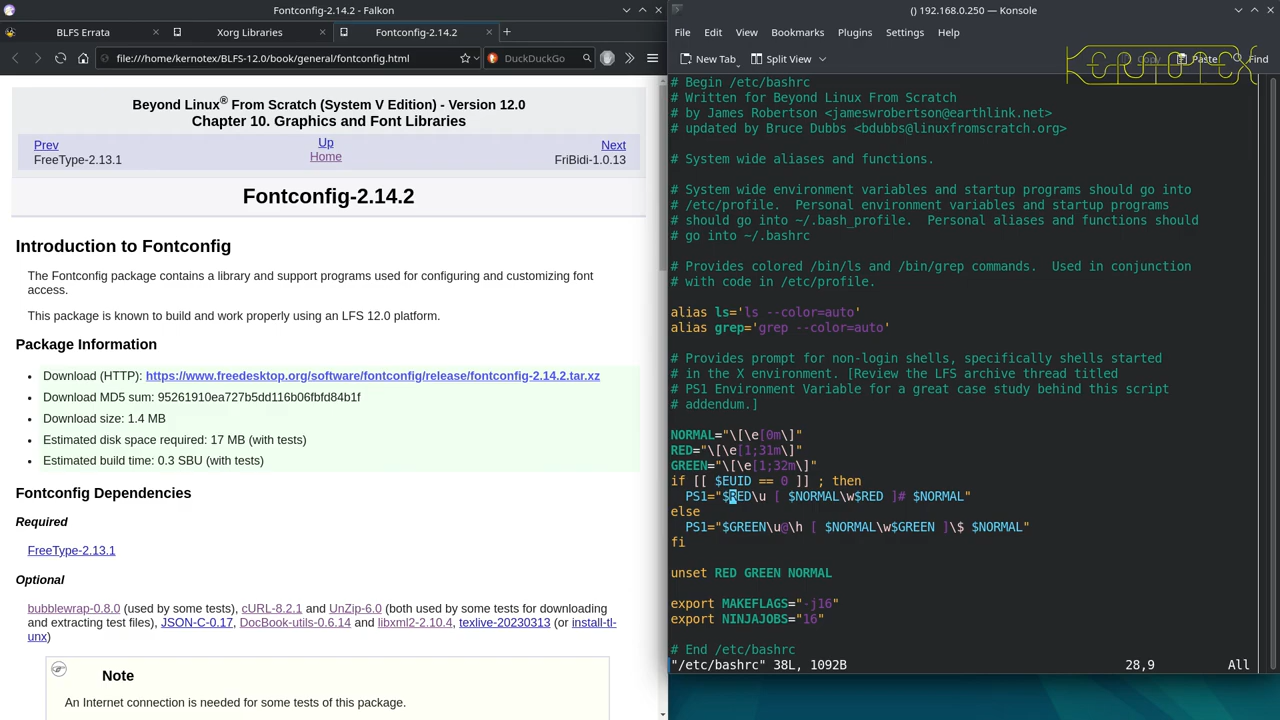 Fontconfig-2.14.2 - Falkon
BLFS Errata
Xorg Libraries
Fontconfig-2.14.2
file:///home/kernotex/BLFS-12.0/book/general/fontconfig.html
DuckDuckGo
Beyond Linux® From Scratch (System V Edition) - Version 12.0
Chapter 10. Graphics and Font Libraries
Prev
Up
Next
FreeType-2.13.1
Home
FriBidi-1.0.13
Fontconfig-2.14.2
Introduction to Fontconfig
The Fontconfig package contains a library and support programs used for configuring and customizing font
access.
This package is known to build and work properly using an LFS 12.0 platform.
Package Information
• Download (HTTP): https://www.freedesktop.org/software/fontconfig/release/fontconfig-2.14.2.tar.xz
• Download MD5 sum: 95261910ea727b5dd116b06fbfd84b1f
• Download size: 1.4 MB
• Estimated disk space required: 17 MB (with tests)
• Estimated build time: 0.3 SBU (with tests)
Fontconfig Dependencies
Required
FreeType-2.13.1
Optional
bubblewrap-0.8.0 (used by some tests), cURL-8.2.1 and UnZip-6.0 (both used by some tests for downloading
and extracting test files), JSON-C-0.17, DocBook-utils-0.6.14 and libxml2-2.10.4, texlive-20230313 (or install-tl-
unx)
Note
An Internet connection is needed for some tests of this package.
() 192.168.0.250 — Konsole
File Edit View Bookmarks Plugins Settings Help
New Tab
Split View
Copy
Paste
Find
KERNOTEX
# Begin /etc/bashrc
# Written for Beyond Linux From Scratch
# by James Robertson <jameswrobertson@earthlink.net>
# updated by Bruce Dubbs <bdubbs@linuxfromscratch.org>
# System wide aliases and functions.
# System wide environment variables and startup programs should go into
# /etc/profile.  Personal environment variables and startup programs
# should go into ~/.bash_profile.  Personal aliases and functions should
# go into ~/.bashrc
# Provides colored /bin/ls and /bin/grep commands.  Used in conjunction
# with code in /etc/profile.
alias ls='ls --color=auto'
alias grep='grep --color=auto'
# Provides prompt for non-login shells, specifically shells started
# in the X environment. [Review the LFS archive thread titled
# PS1 Environment Variable for a great case study behind this script
# addendum.]
NORMAL="\[\e[0m\]"
RED="\[\e[1;31m\]"
GREEN="\[\e[1;32m\]"
if [[ $EUID == 0 ]] ; then
  PS1="$RED\u [ $NORMAL\w$RED ]# $NORMAL"
else
  PS1="$GREEN\u@\h [ $NORMAL\w$GREEN ]\$ $NORMAL"
fi
unset RED GREEN NORMAL
export MAKEFLAGS="-j16"
export NINJAJOBS="16"
# End /etc/bashrc
"/etc/bashrc" 38L, 1092B
28,9
All